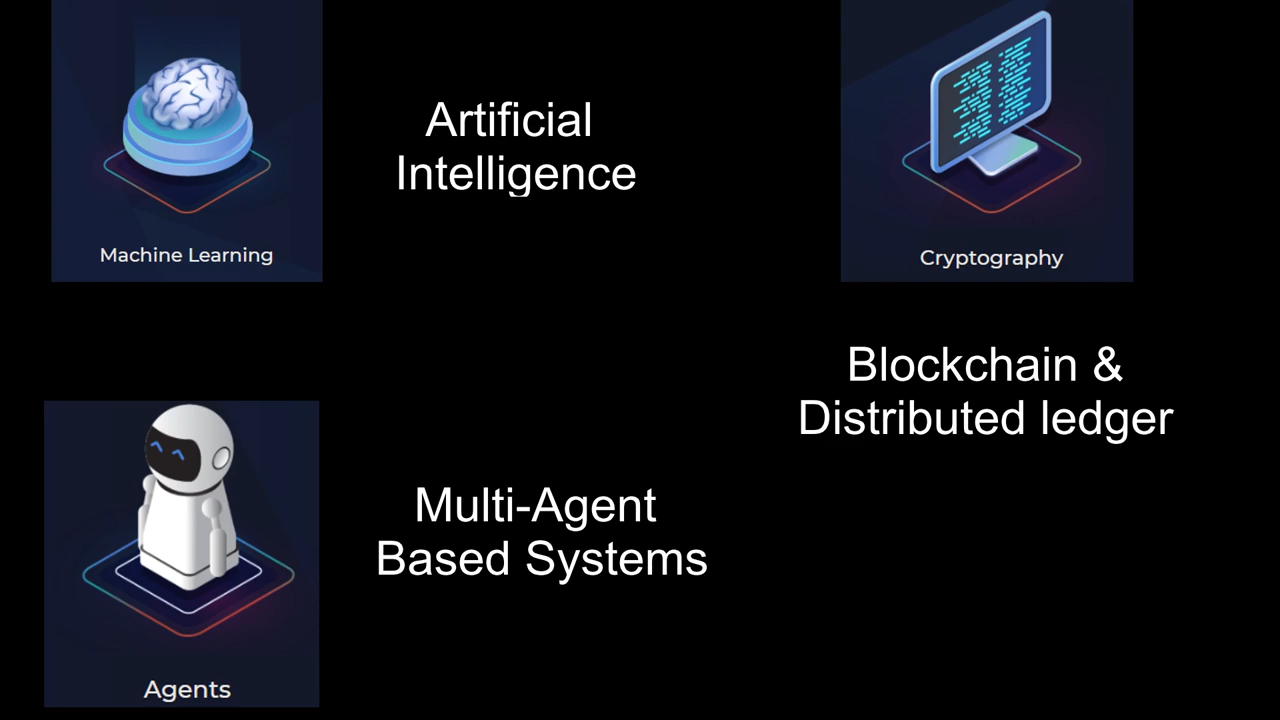 Artificial
Intelligence
Machine Learning
Cryptography
Blockchain &
Distributed ledger
Multi-Agent
Based Systems
Agents